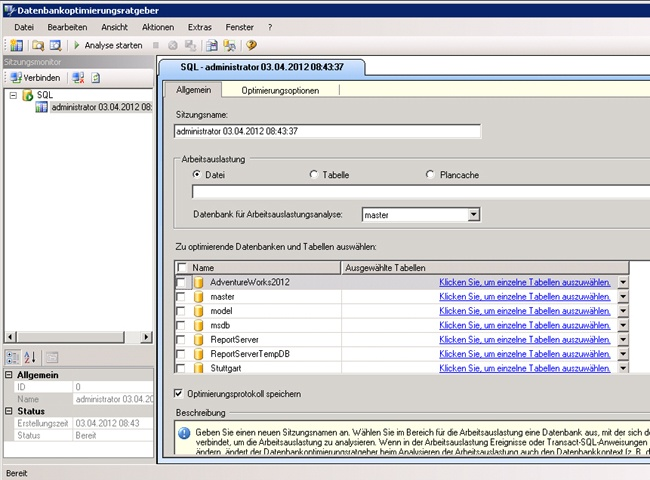 Datenbankoptimierungsratgeber
Datei Bearbeiten Ansicht Aktionen Extras Fenster ?
Analyse starten
Sitzungsmonitor
Verbinden
SQL
administrator 03.04.2012 08:43:
SQL - administrator 03.04.2012 08:43:37
Allgemein Optimierungsoptionen
Sitzungsname:
administrator 03.04.2012 08:43:37
Arbeitsauslastung
Datei Tabelle Plancache
Datenbank für Arbeitsauslastungsanalyse: master
Zu optimierende Datenbanken und Tabellen auswählen:
Name Ausgewählte Tabellen
AdventureWorks2012 Klicken Sie, um einzelne Tabellen auszuwählen.
master Klicken Sie, um einzelne Tabellen auszuwählen.
model Klicken Sie, um einzelne Tabellen auszuwählen.
msdb Klicken Sie, um einzelne Tabellen auszuwählen.
ReportServer Klicken Sie, um einzelne Tabellen auszuwählen.
ReportServerTempDB Klicken Sie, um einzelne Tabellen auszuwählen.
Stuttgart Klicken Sie, um einzelne Tabellen auszuwählen.
Optimierungsprotokoll speichern
Beschreibung
Geben Sie einen neuen Sitzungsnamen an. Wählen Sie im Bereich für die Arbeitsauslastung eine Datenbank aus, mit der sich d
verbindet, um die Arbeitsauslastung zu analysieren. Wenn in der Arbeitsauslastung Ereignisse oder Transact-SQL-Anweisungen
ändern, ändert der Datenbankoptimierungsratgeber beim Analysieren der Arbeitsauslastung auch den Datenbankkontext (z. B. d
Allgemein
ID 0
Name administrator 03.04.2012
Status
Erstellungszeit 03.04.2012 08:43
Status Bereit
Bereit